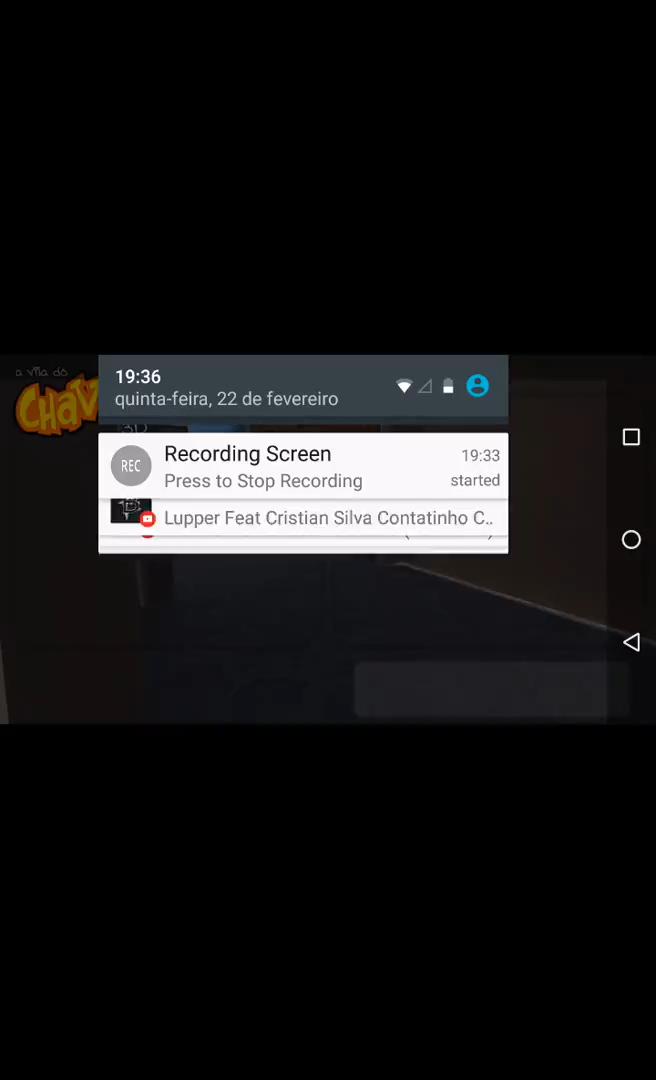 19:36
quinta-feira, 22 de fevereiro
a vila do
CHAV
3D
REC
Recording Screen
19:33
Press to Stop Recording
started
Lupper Feat Cristian Silva Contatinho C..